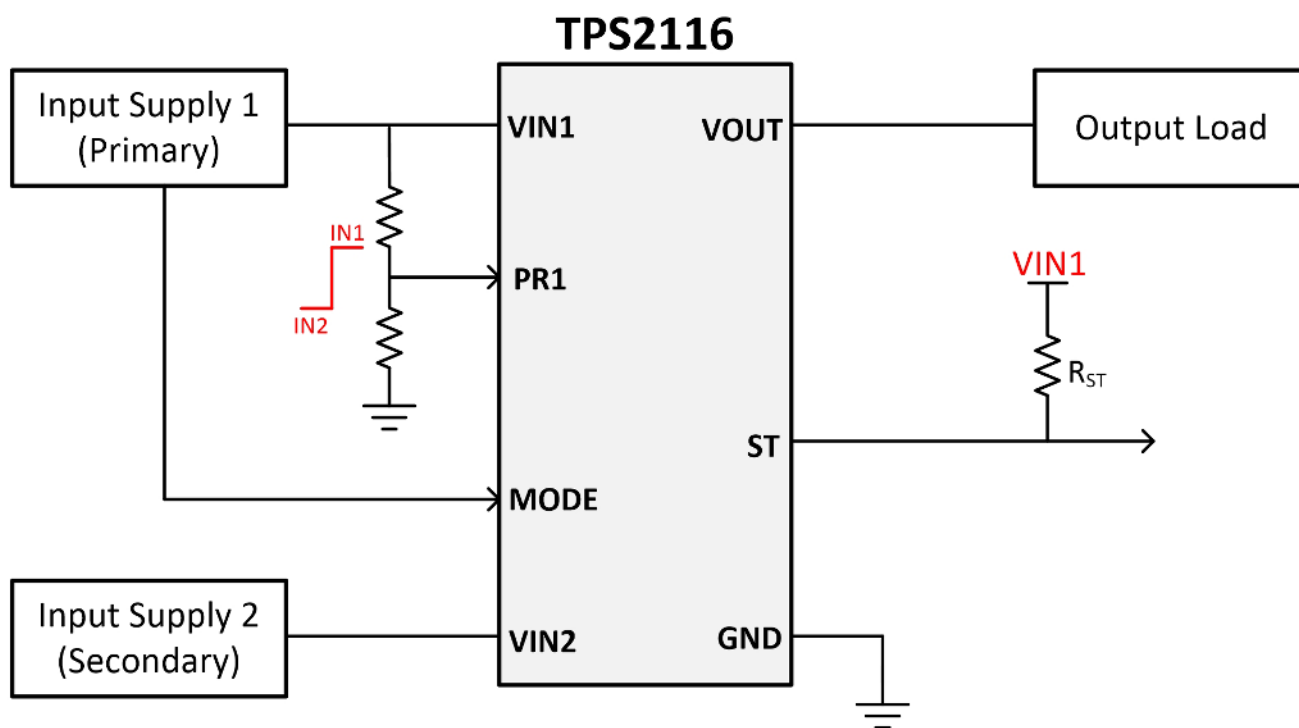 TPS2116
Input Supply 1
(Primary)
VIN1
VOUT
Output Load
IN1
IN2
PR1
VIN1
RST
ST
MODE
Input Supply 2
(Secondary)
VIN2
GND